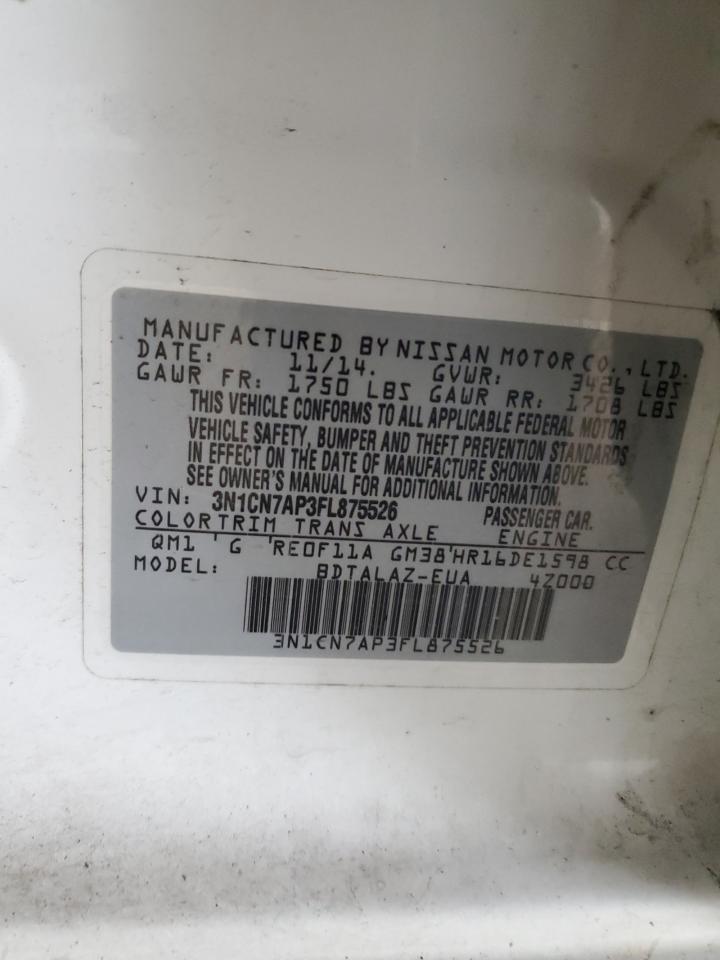 MANUFACTURED BY NISSAN MOTOR CO., LTD.
DATE: 11/14. GVWR: 3426 LBS
GAWR FR: 1750 LBS GAWR RR: 1708 LBS
THIS VEHICLE CONFORMS TO ALL APPLICABLE FEDERAL MOTOR
VEHICLE SAFETY, BUMPER AND THEFT PREVENTION STANDARDS
IN EFFECT ON THE DATE OF MANUFACTURE SHOWN ABOVE.
SEE OWNER'S MANUAL FOR ADDITIONAL INFORMATION.
VIN: 3N1CN7AP3FL875526 PASSENGER CAR.
COLOR TRIM TRANS AXLE ENGINE
QM1 ' G 'RE0F11A GM38'HR16DE1598 CC
MODEL: BDTALAZ-EUA 4Z000
3N1CN7AP3FL875526